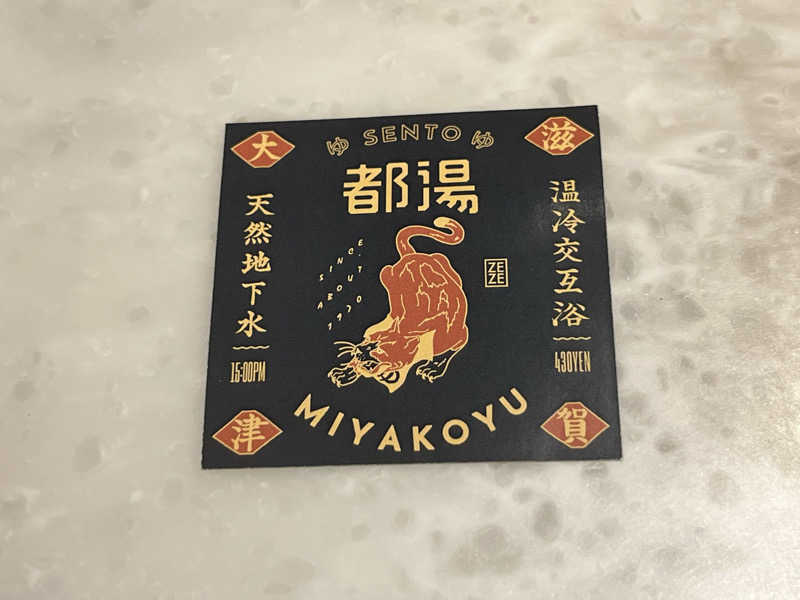 ゆ SENTO ゆ
都湯
滋
賀
大
津
温冷交互浴
430YEN
天然地下水
15:00PM
SINCE
ABOUT
1970
ZE
ZE
MIYAKOYU